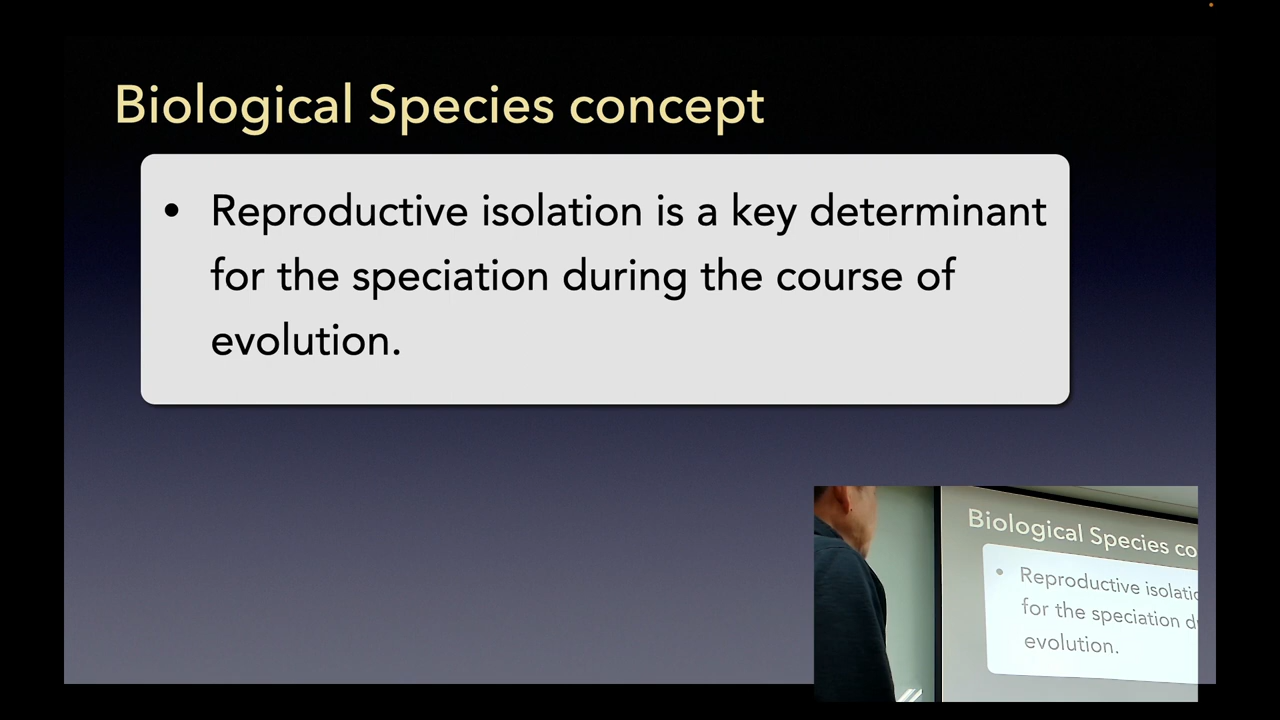 Biological Species concept
• Reproductive isolation is a key determinant
for the speciation during the course of
evolution.
Biological Species co
• Reproductive isolatio
for the speciation d
evolution.